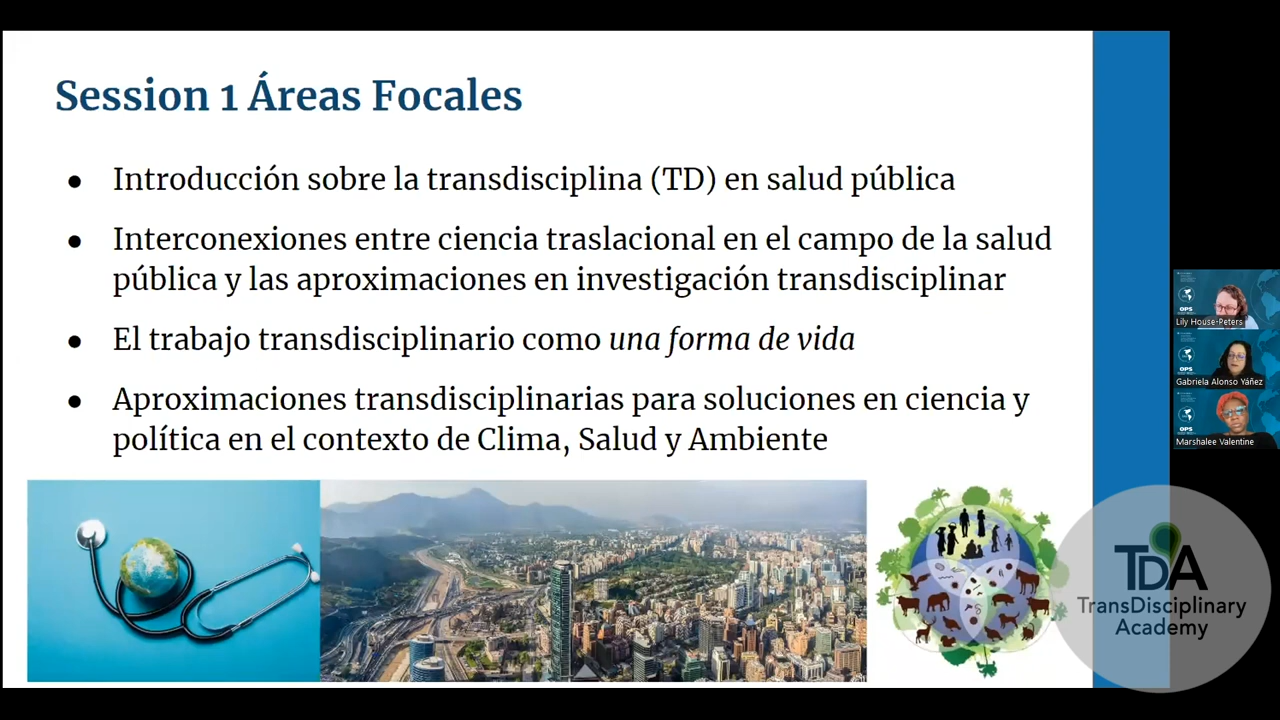 Session 1 Áreas Focales
● Introducción sobre la transdisciplina (TD) en salud pública
● Interconexiones entre ciencia traslacional en el campo de la salud
pública y las aproximaciones en investigación transdisciplinar
● El trabajo transdisciplinario como una forma de vida
● Aproximaciones transdisciplinarias para soluciones en ciencia y
política en el contexto de Clima, Salud y Ambiente
OPS
Lily House-Peters
OPS
Gabriela Alonso Yáñez
OPS
Marshalee Valentine
TDA
TransDisciplinary
Academy